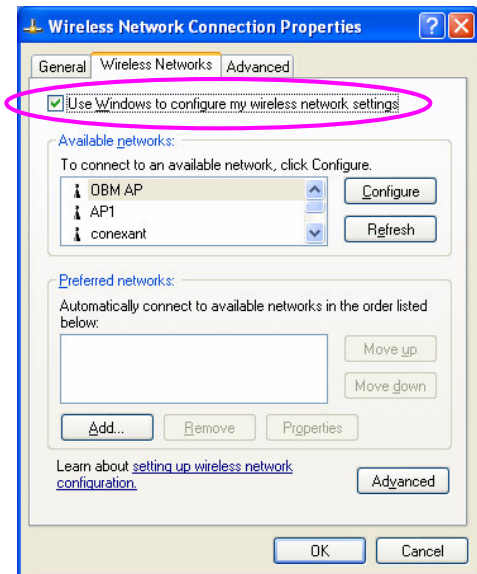 Wireless Network Connection Properties
General Wireless Networks Advanced
Use Windows to configure my wireless network settings
Available networks:
To connect to an available network, click Configure.
OBM AP
Configure
AP1
conexant
Refresh
Preferred networks:
Automatically connect to available networks in the order listed
below:
Move up
Move down
Add... Remove Properties
Learn about setting up wireless network
configuration.
Advanced
OK Cancel